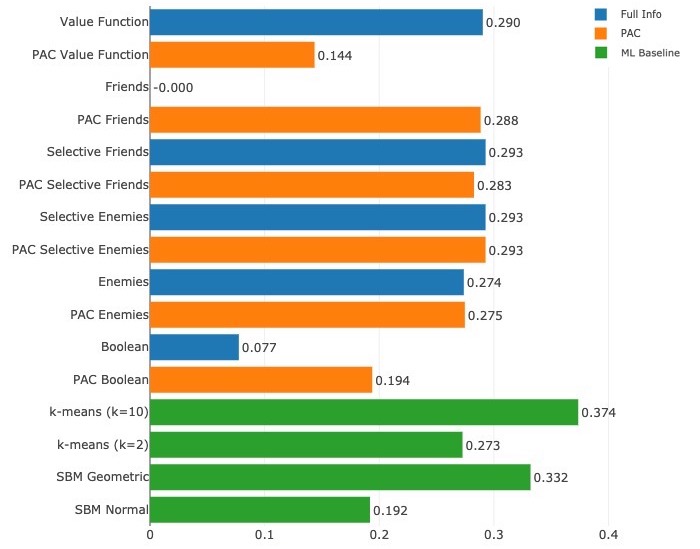 Value Function 0.290
PAC Value Function 0.144
Friends -0.000
PAC Friends 0.288
Selective Friends 0.293
PAC Selective Friends 0.283
Selective Enemies 0.293
PAC Selective Enemies 0.293
Enemies 0.274
PAC Enemies 0.275
Boolean 0.077
PAC Boolean 0.194
k-means (k=10) 0.374
k-means (k=2) 0.273
SBM Geometric 0.332
SBM Normal 0.192
0 0.1 0.2 0.3 0.4
Full Info
PAC
ML Baseline